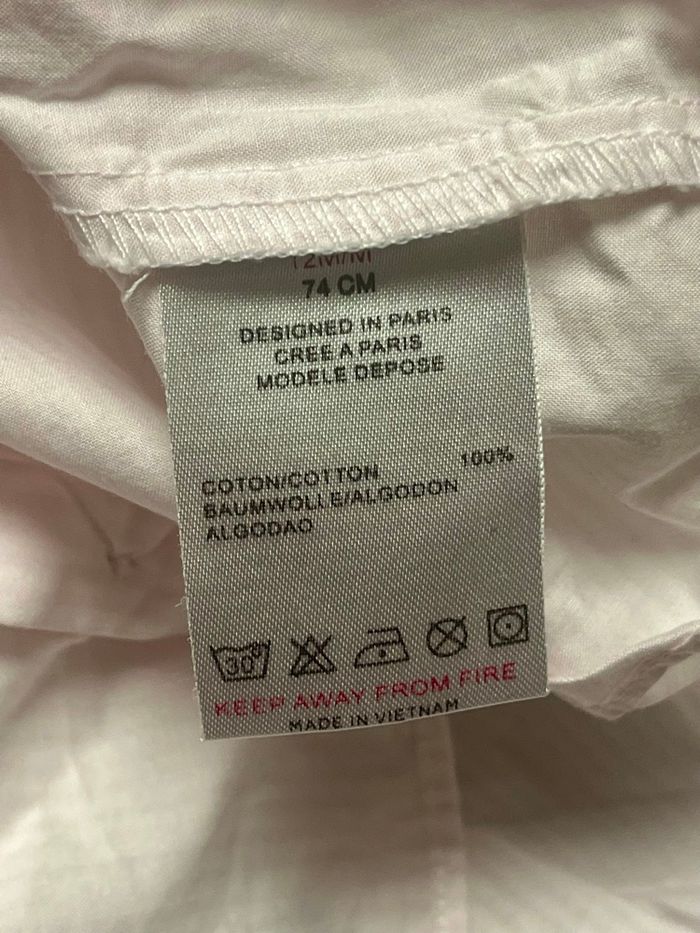 12M/M
74 CM
DESIGNED IN PARIS
CREE A PARIS
MODELE DEPOSE
COTON/COTTON 100%
BAUMWOLLE/ALGODON
ALGODAO
30°
KEEP AWAY FROM FIRE
MADE IN VIETNAM